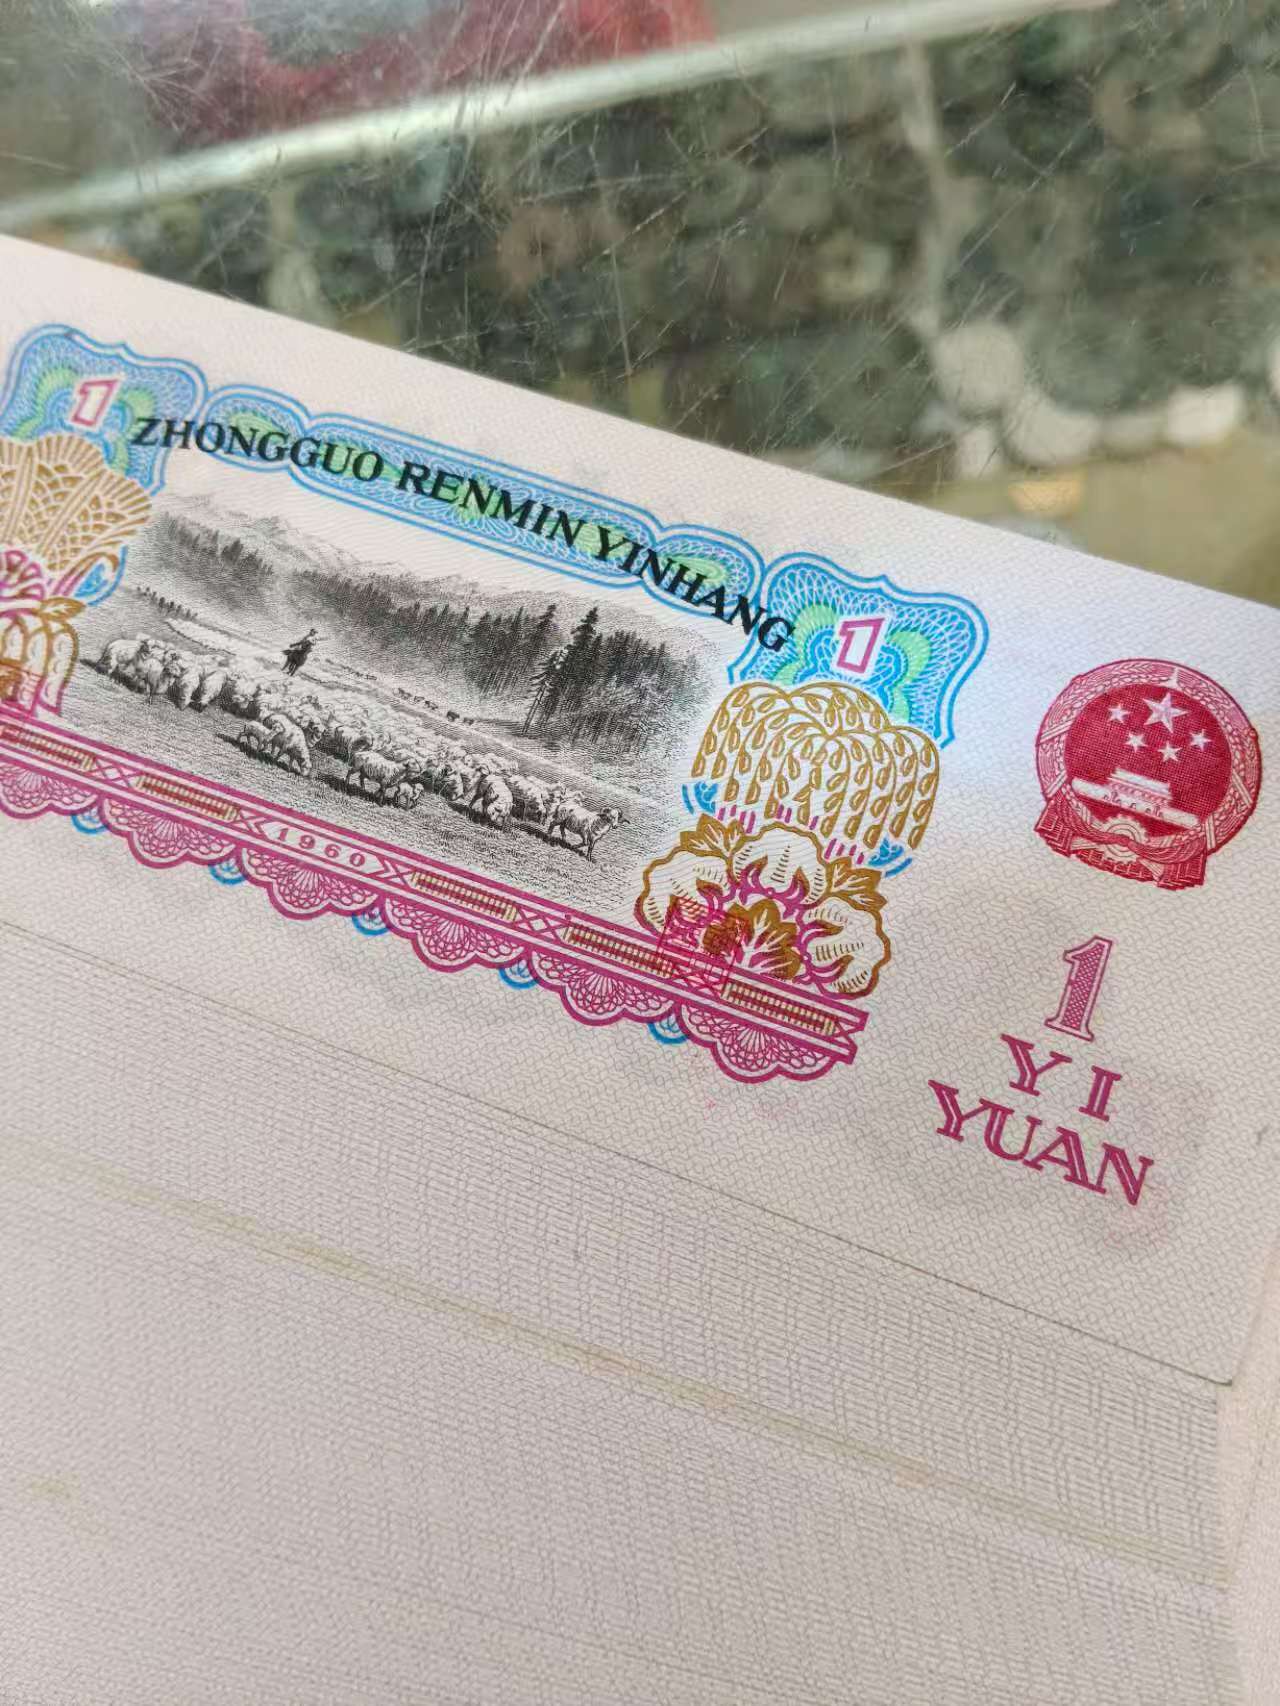 1
ZHONGGUO RENMIN YINHANG
1
1960
1
YI
YUAN